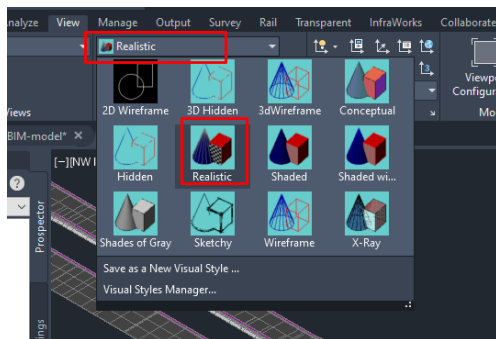 nalyze View Manage Output Survey Rail Transparent InfraWorks Collaborate
Realistic
2D Wireframe 3D Hidden 3dWireframe Conceptual
Viewp
Configur
iews
Mo
BIM-model* ×
[−][NW I
Hidden Realistic Shaded Shaded wi...
Prospector
Shades of Gray Sketchy Wireframe X-Ray
Save as a New Visual Style ...
Visual Styles Manager...
ings